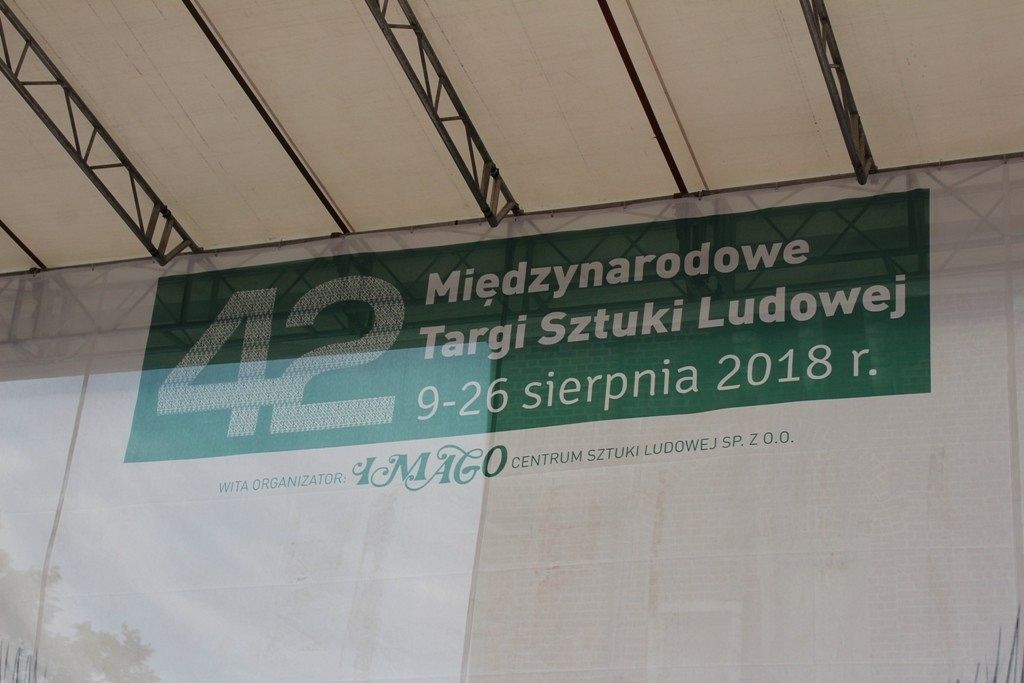 42
Międzynarodowe
Targi Sztuki Ludowej
9-26 sierpnia 2018 r.
WITA ORGANIZATOR: IMAGO CENTRUM SZTUKI LUDOWEJ SP. Z O.O.